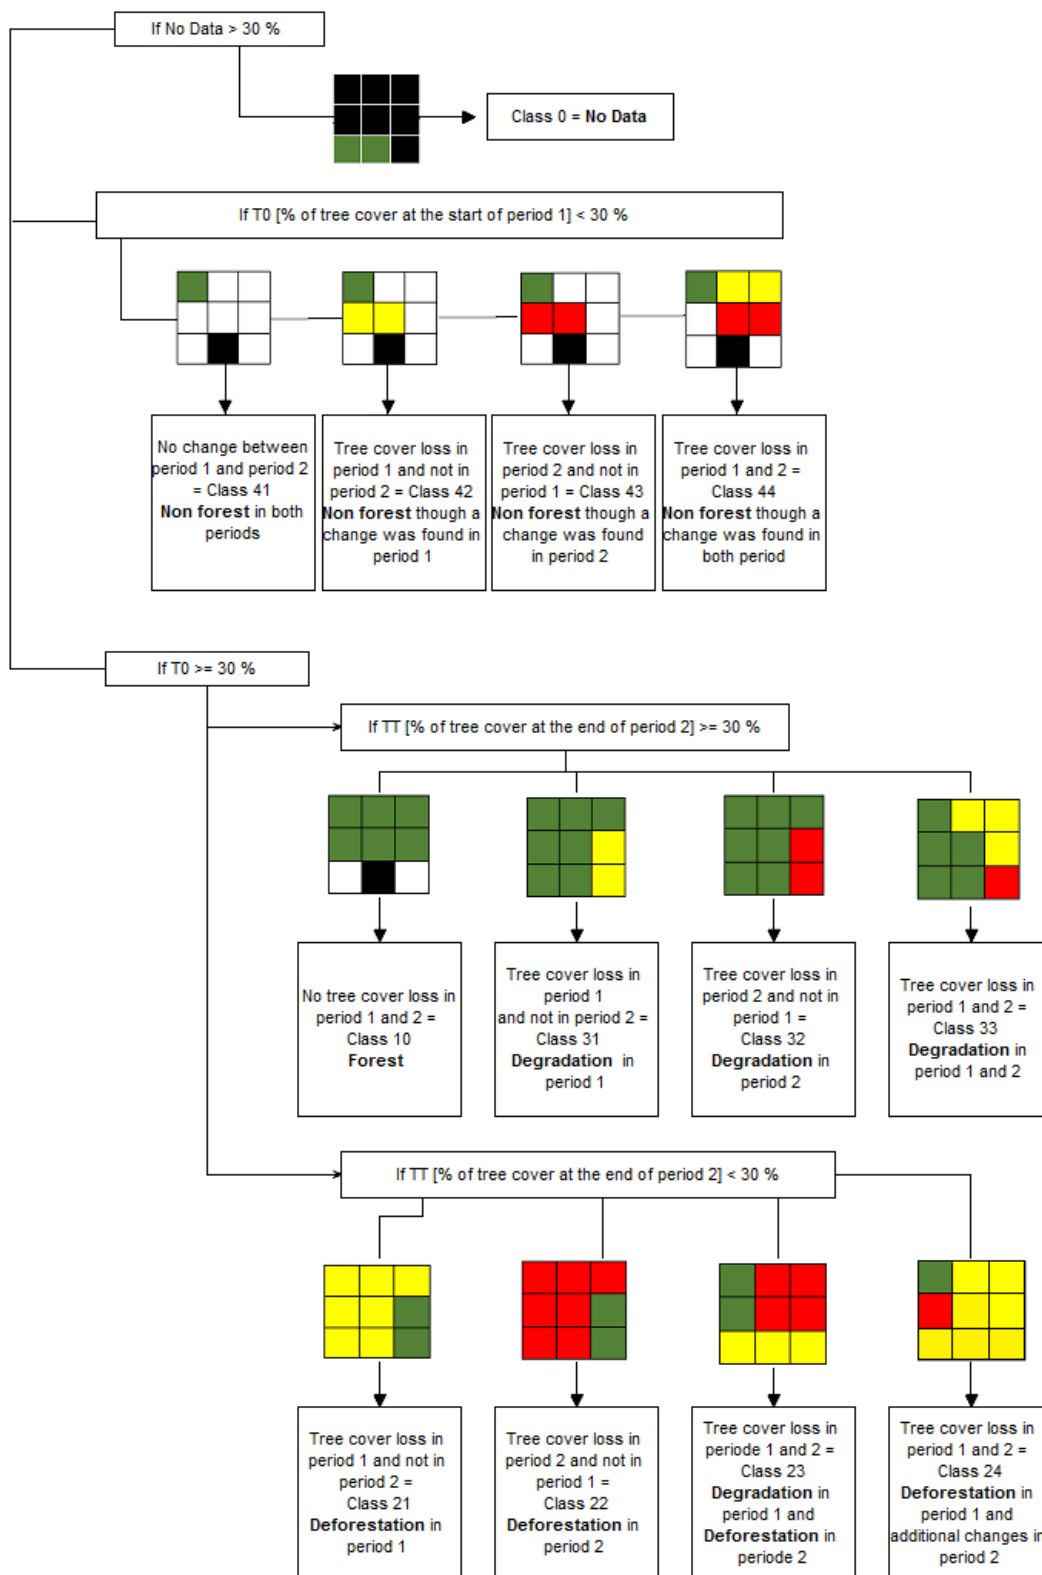 If No Data > 30 %
Class 0 = No Data
If T0 [% of tree cover at the start of period 1] < 30 %
No change between
period 1 and period 2
= Class 41
Non forest in both
periods
Tree cover loss in
period 1 and not in
period 2 = Class 42
Non forest though a
change was found in
period 1
Tree cover loss in
period 2 and not in
period 1 = Class 43
Non forest though a
change was found
in period 2
Tree cover loss in
period 1 and 2 =
Class 44
Non forest though a
change was found in
both period
If T0 >= 30 %
If TT [% of tree cover at the end of period 2] >= 30 %
No tree cover loss in
period 1 and 2 =
Class 10
Forest
Tree cover loss in
period 1
and not in period 2 =
Class 31
Degradation in
period 1
Tree cover loss in
period 2 and not in
period 1 =
Class 32
Degradation in
period 2
Tree cover loss in
period 1 and 2 =
Class 33
Degradation in
period 1 and 2
If TT [% of tree cover at the end of period 2] < 30 %
Tree cover loss in
period 1 and not in
period 2 =
Class 21
Deforestation in
period 1
Tree cover loss in
period 2 and not in
period 1 =
Class 22
Deforestation in
period 2
Tree cover loss in
periode 1 and 2 =
Class 23
Degradation in
period 1 and
Deforestation in
periode 2
Tree cover loss in
period 1 and 2 =
Class 24
Deforestation in
period 1 and
additional changes in
period 2